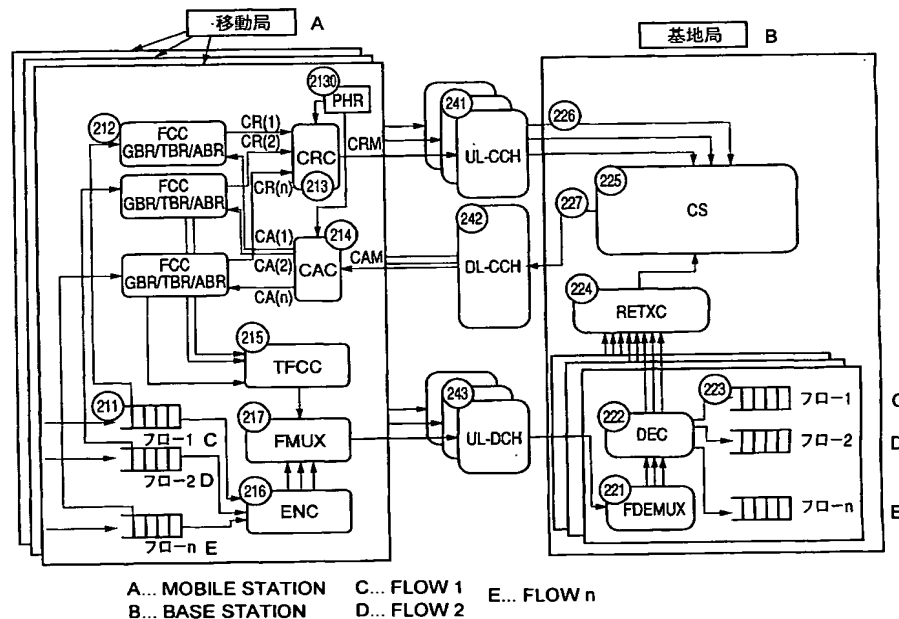 移動局 A
基地局 B
2130
PHR
212
FCC
GBR/TBR/ABR
CR(1)
CR(2)
CR(n)
CRC
213
CRM
241
UL-CCH
226
225
CS
227
FCC
GBR/TBR/ABR
CA(1)
CA(2)
CA(n)
214
CAC
CAM
242
DL-CCH
FCC
GBR/TBR/ABR
224
RETXC
215
TFCC
211
フロー1 C
フロー2 D
フローn E
217
FMUX
216
ENC
243
UL-DCH
222
DEC
223
フロー1 C
フロー2 D
フローn E
221
FDEMUX
A... MOBILE STATION C... FLOW 1 E... FLOW n
B... BASE STATION D... FLOW 2